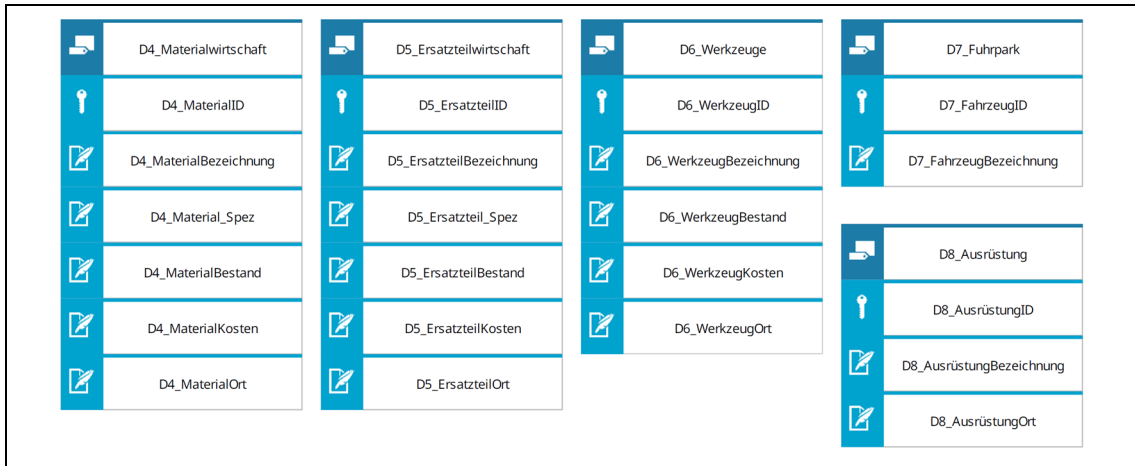 D4_Materialwirtschaft
D4_MaterialID
D4_MaterialBezeichnung
D4_Material_Spez
D4_MaterialBestand
D4_MaterialKosten
D4_MaterialOrt
D5_Ersatzteilwirtschaft
D5_ErsatzteilID
D5_ErsatzteilBezeichnung
D5_Ersatzteil_Spez
D5_ErsatzteilBestand
D5_ErsatzteilKosten
D5_ErsatzteilOrt
D6_Werkzeuge
D6_WerkzeugID
D6_WerkzeugBezeichnung
D6_WerkzeugBestand
D6_WerkzeugKosten
D6_WerkzeugOrt
D7_Fuhrpark
D7_FahrzeugID
D7_FahrzeugBezeichnung
D8_Ausrüstung
D8_AusrüstungID
D8_AusrüstungBezeichnung
D8_AusrüstungOrt